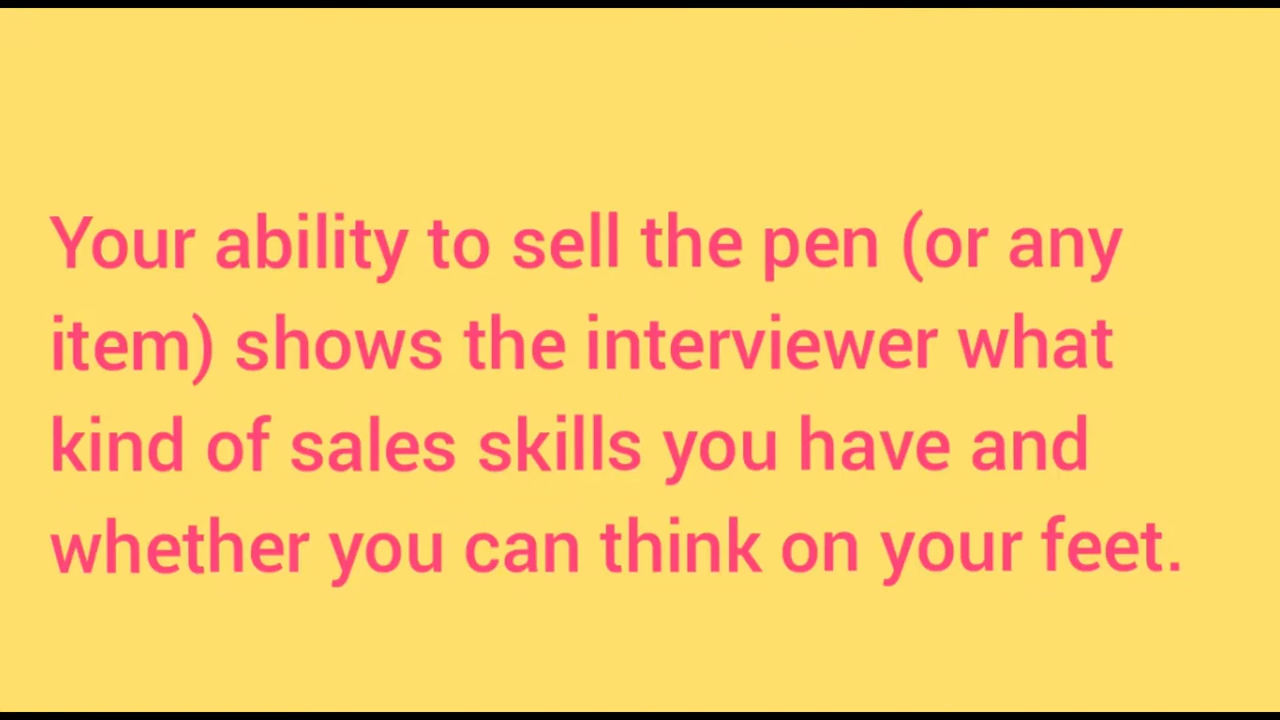 Your ability to sell the pen (or any
item) shows the interviewer what
kind of sales skills you have and
whether you can think on your feet.